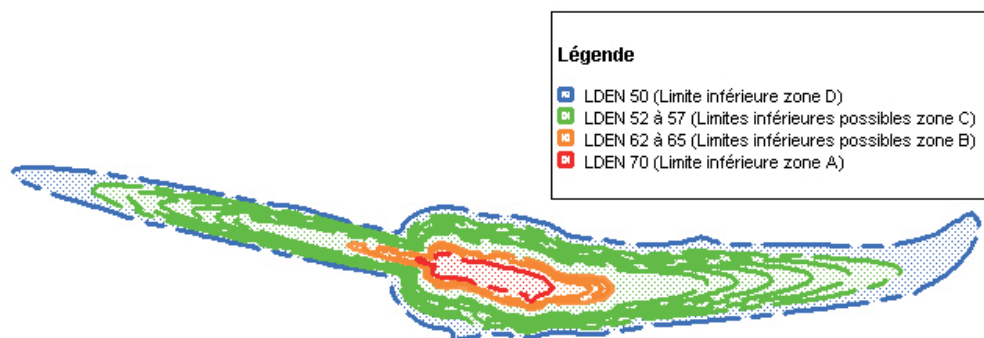 Légende
LDEN 50 (Limite inférieure zone D)
LDEN 52 à 57 (Limites inférieures possibles zone C)
LDEN 62 à 65 (Limites inférieures possibles zone B)
LDEN 70 (Limite inférieure zone A)